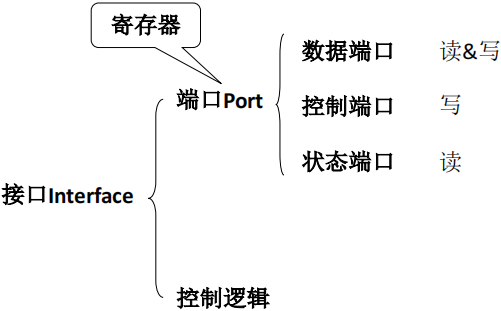 寄存器
数据端口 读&写
端口Port
控制端口 写
状态端口 读
接口Interface
控制逻辑